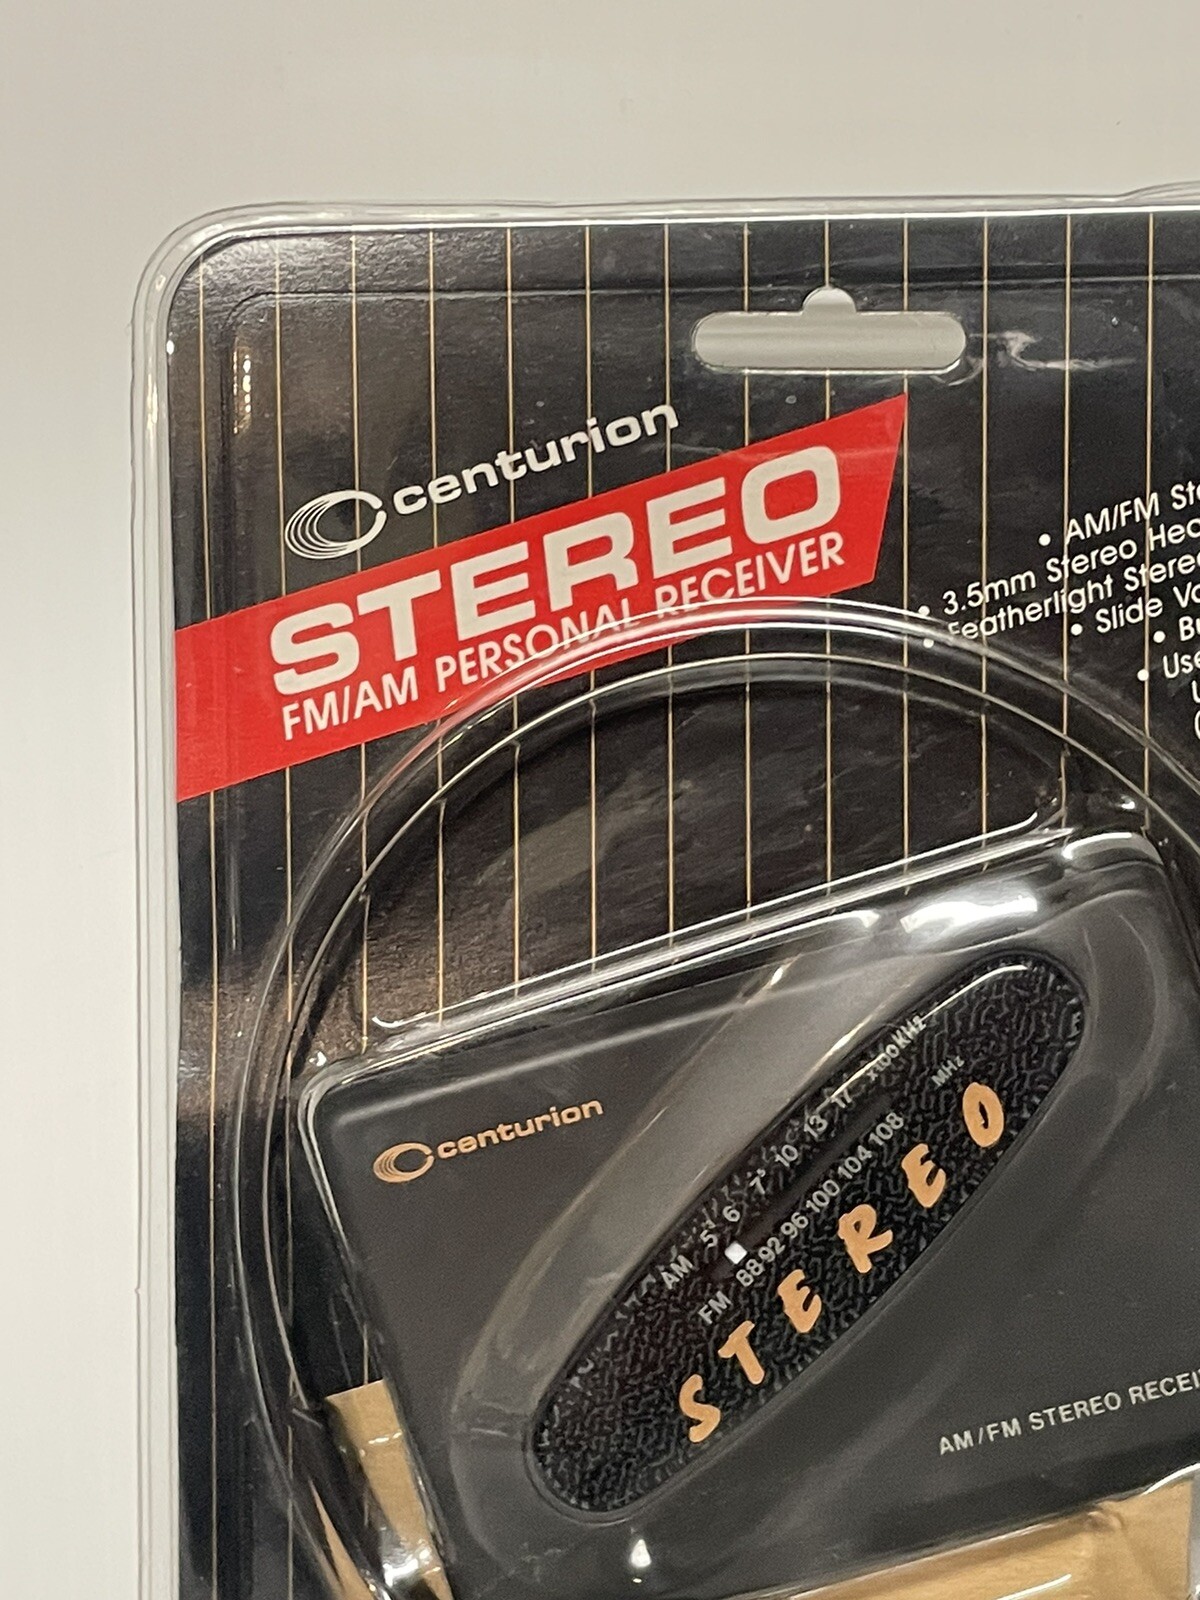 centurion
STEREO
FM/AM PERSONAL RECEIVER
• AM/FM
• 3.5mm Stereo
• Featherlight
• Slide
•
•
centurion
AM 5 6 7 10 13 17 x100KHz
FM 88 92 96 100 104 108 MHz
STEREO
AM/FM STEREO